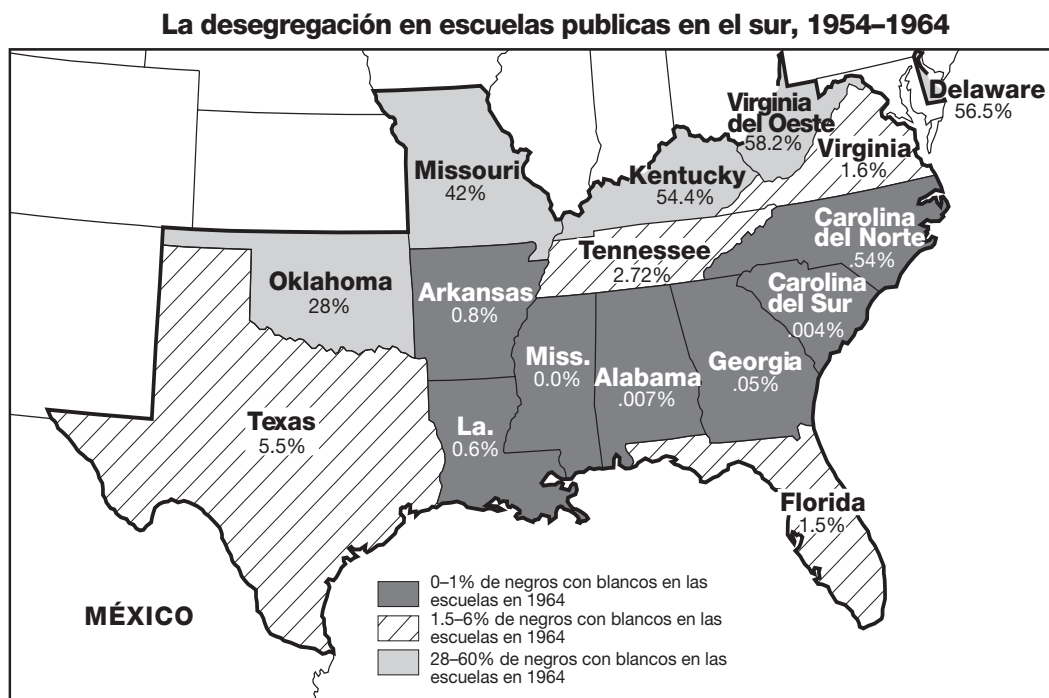 La desegregación en escuelas publicas en el sur, 1954–1964
Delaware
56.5%
Virginia
del Oeste
58.2%
Virginia
1.6%
Missouri
42%
Kentucky
54.4%
Carolina
del Norte
.54%
Tennessee
2.72%
Oklahoma
28%
Arkansas
0.8%
Carolina
del Sur
.004%
Miss.
0.0%
Alabama
.007%
Georgia
.05%
Texas
5.5%
La.
0.6%
Florida
1.5%
MÉXICO
0–1% de negros con blancos en las
escuelas en 1964
1.5–6% de negros con blancos en las
escuelas en 1964
28–60% de negros con blancos en las
escuelas en 1964